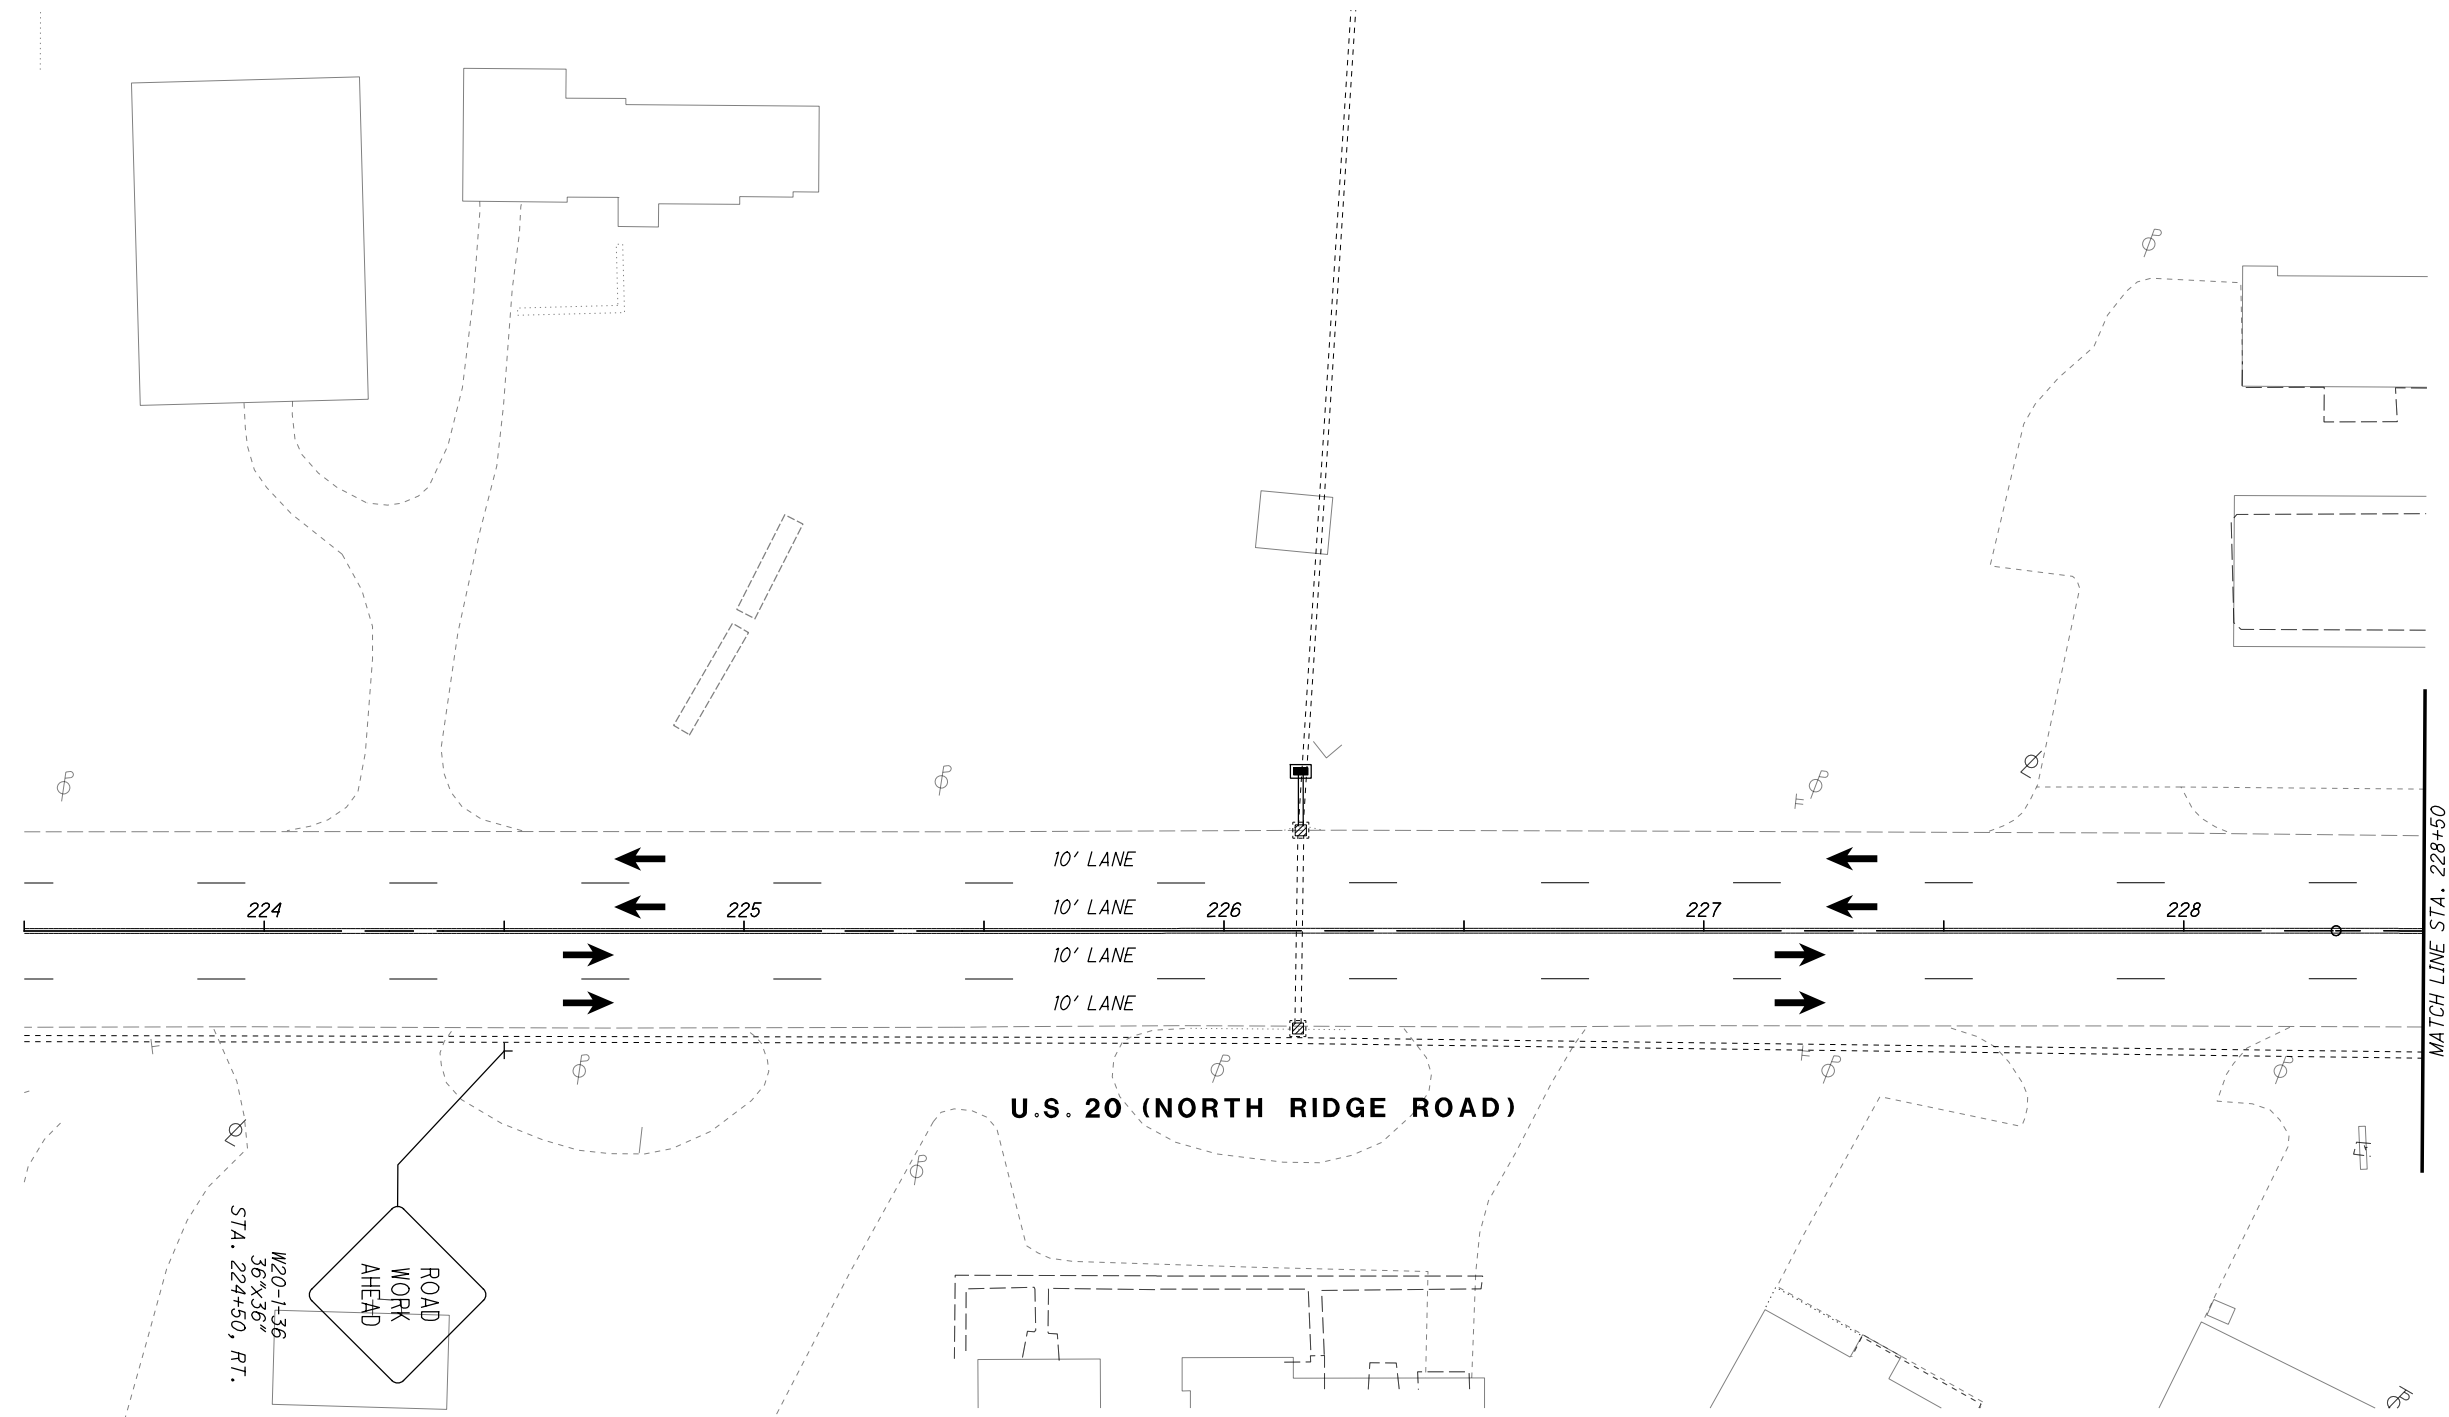 10' LANE
10' LANE
224 225 226 227 228
10' LANE
10' LANE
MATCH LINE STA. 228+50
U.S. 20 (NORTH RIDGE ROAD)
ROAD
WORK
AHEAD
W20-1-36
36"x36"
STA. 224+50, RT.